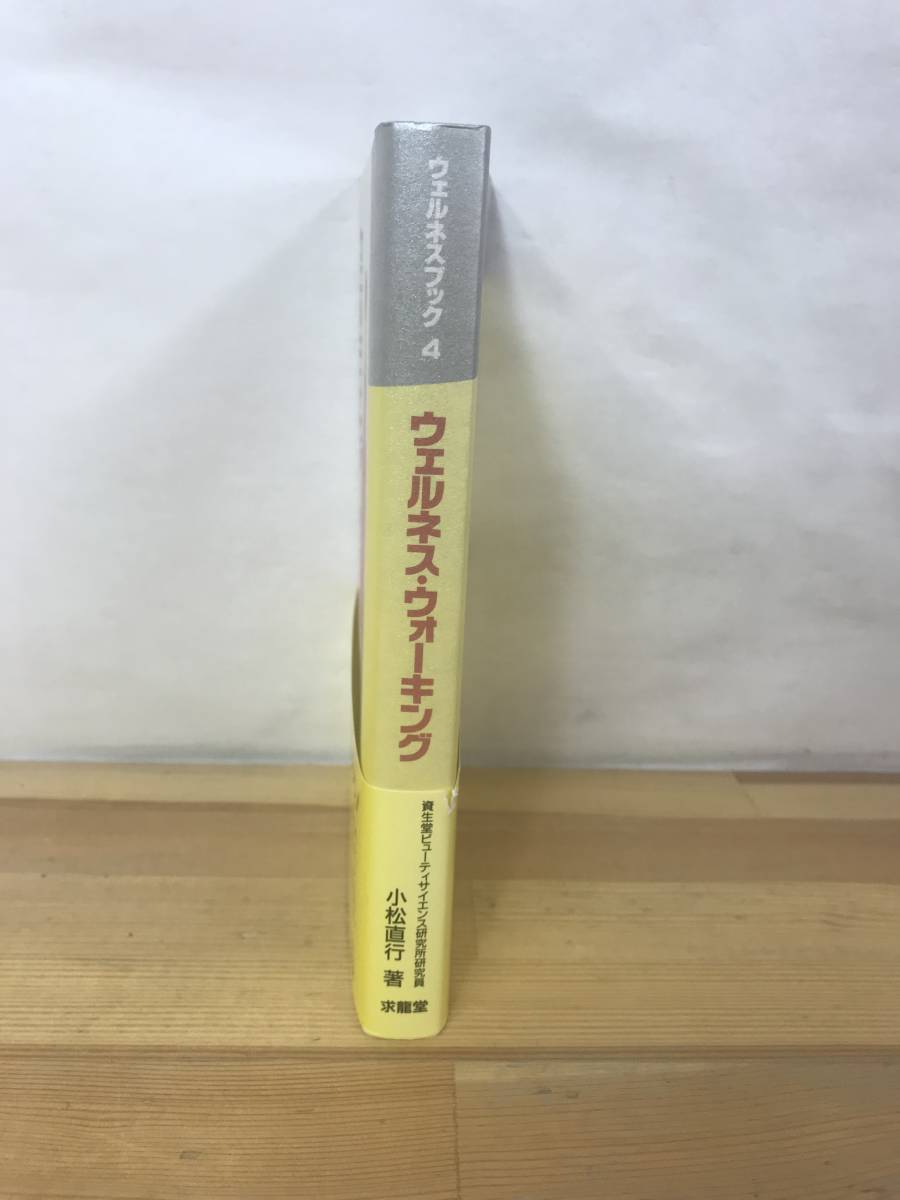 ウェルネスブック 4
ウェルネス・ウォーキング
資生堂ビューティサイエンス研究所研究員
小松直行 著
求龍堂